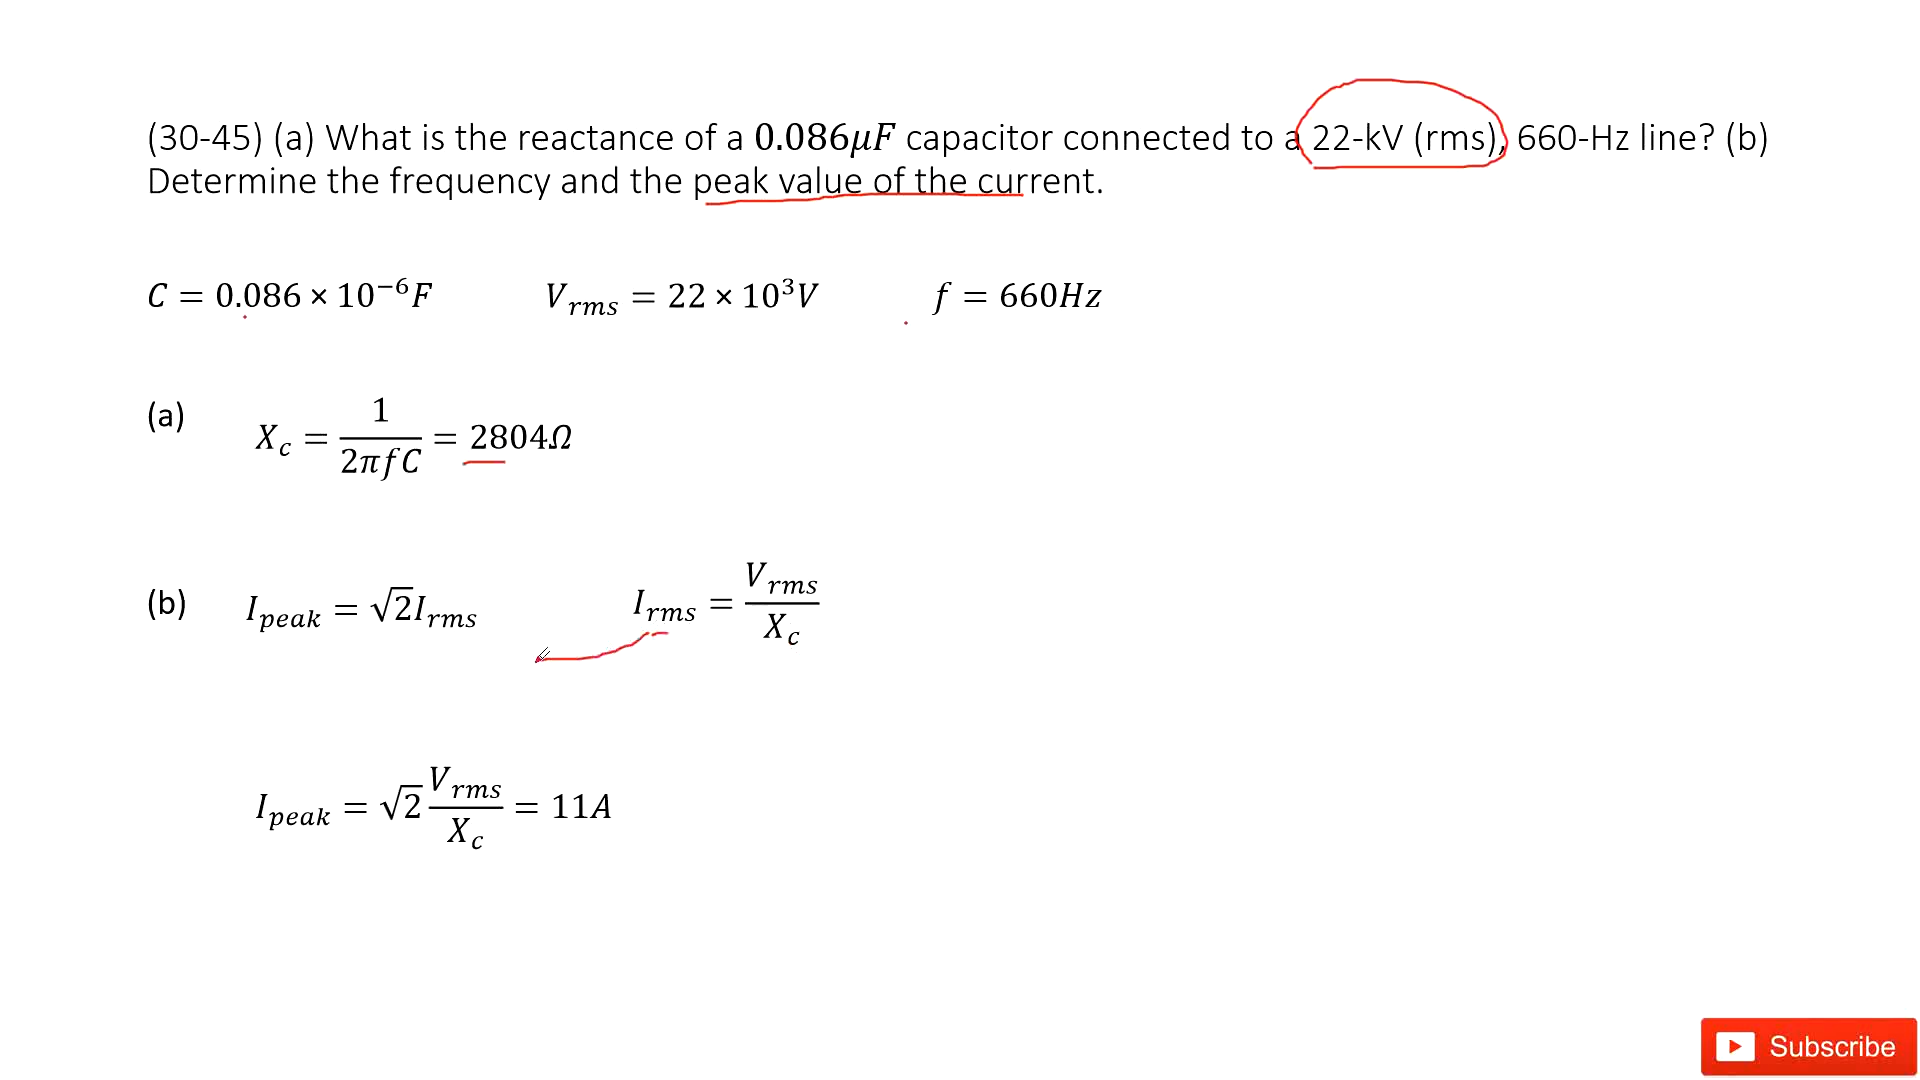 (30-45) (a) What is the reactance of a 0.086μF capacitor connected to a 22-kV (rms), 660-Hz line? (b)
Determine the frequency and the peak value of the current.
C = 0.086 × 10⁻⁶F V_rms = 22 × 10³V f = 660Hz
(a) X_c = 1/(2πfC) = 2804Ω
(b) I_peak = √2I_rms I_rms = V_rms/X_c
I_peak = √2 V_rms/X_c = 11A
Subscribe